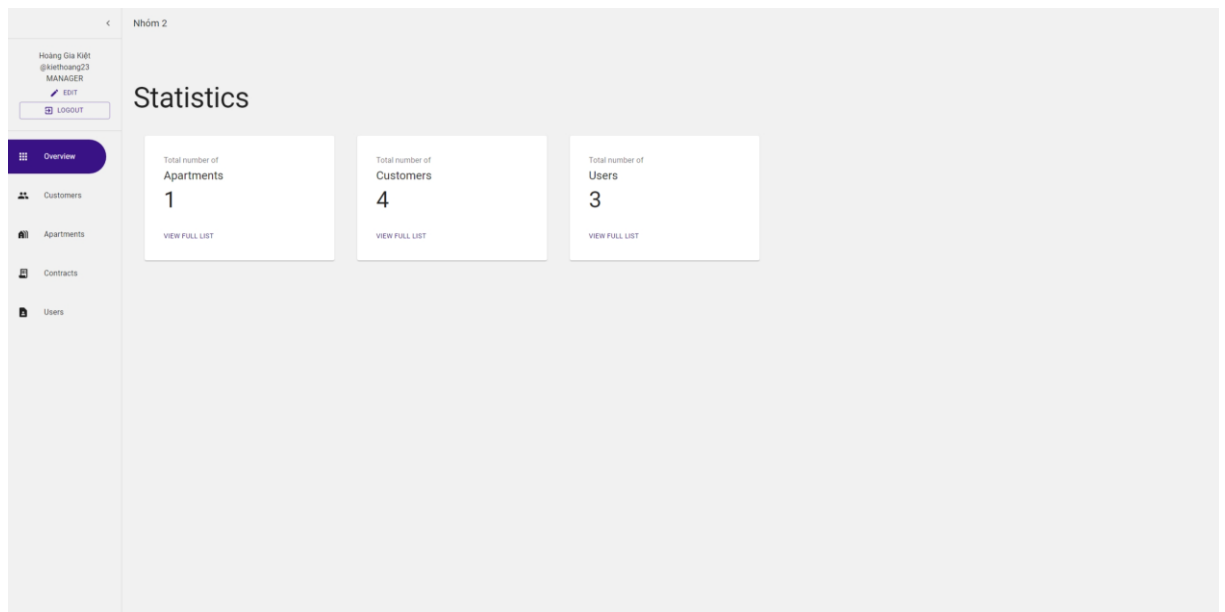 Nhóm 2
Hoàng Gia Kiệt
@kiethoang23
MANAGER
EDIT
LOGOUT
Overview
Customers
Apartments
Contracts
Users
Statistics
Total number of
Apartments
1
VIEW FULL LIST
Total number of
Customers
4
VIEW FULL LIST
Total number of
Users
3
VIEW FULL LIST